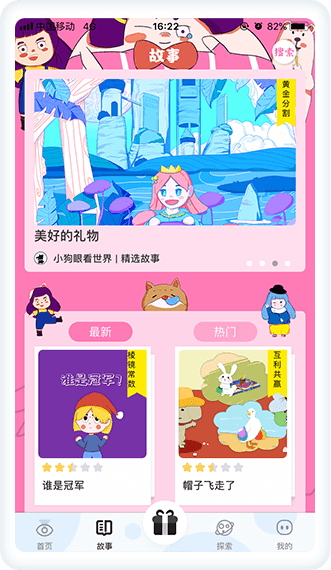 中国移动 4G 16:22 82%
故事
搜索
黄金分割
美好的礼物
小狗眼看世界 | 精选故事
最新 热门
谁是冠军?
棱镜常数
互利共赢
谁是冠军 帽子飞走了
首页 故事 探索 我的